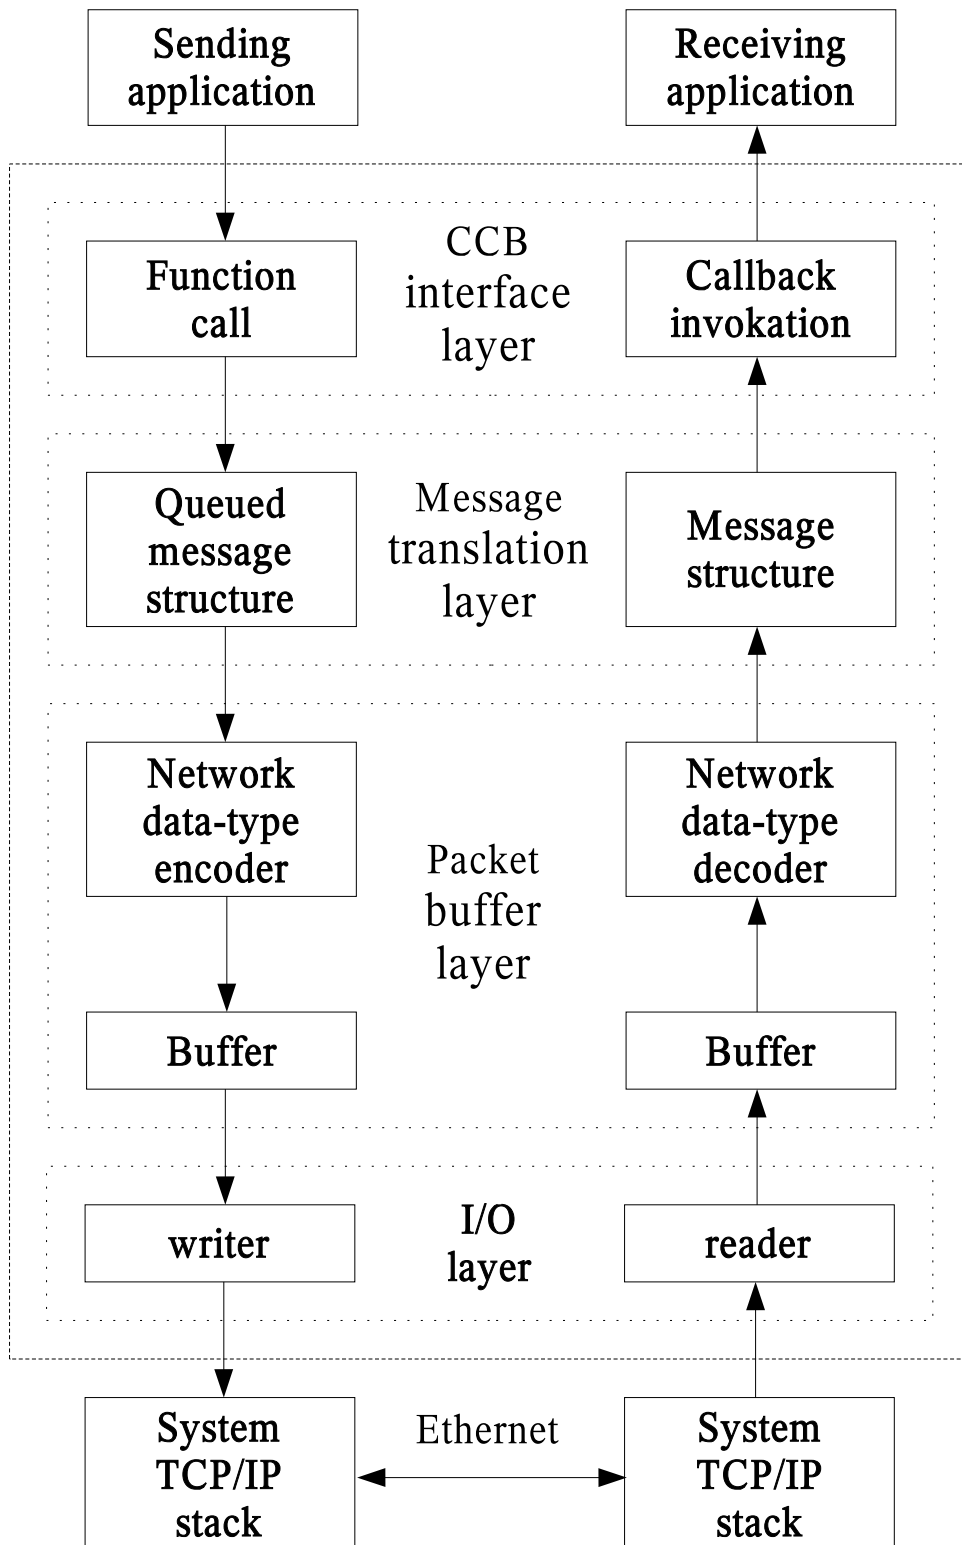 Sending
application
Receiving
application
Function
call
CCB
interface
layer
Callback
invokation
Queued
message
structure
Message
translation
layer
Message
structure
Network
data-type
encoder
Packet
buffer
layer
Network
data-type
decoder
Buffer
Buffer
writer
I/O
layer
reader
System
TCP/IP
stack
Ethernet
System
TCP/IP
stack